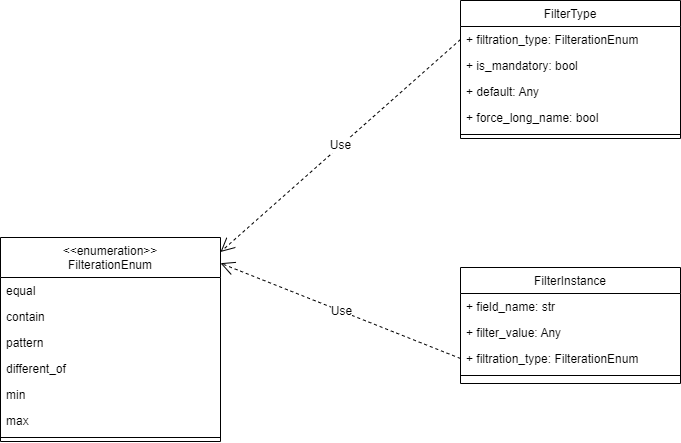 FilterType
+ filtration_type: FilterationEnum
+ is_mandatory: bool
+ default: Any
+ force_long_name: bool
Use
<<enumeration>>
FilterationEnum
equal
contain
pattern
different_of
min
max
Use
FilterInstance
+ field_name: str
+ filter_value: Any
+ filtration_type: FilterationEnum